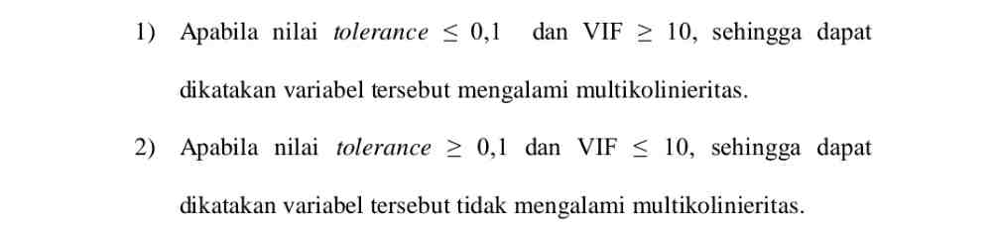 1) Apabila nilai tolerance ≤ 0,1 dan VIF ≥ 10, sehingga dapat
dikatakan variabel tersebut mengalami multikolinieritas.
2) Apabila nilai tolerance ≥ 0,1 dan VIF ≤ 10, sehingga dapat
dikatakan variabel tersebut tidak mengalami multikolinieritas.